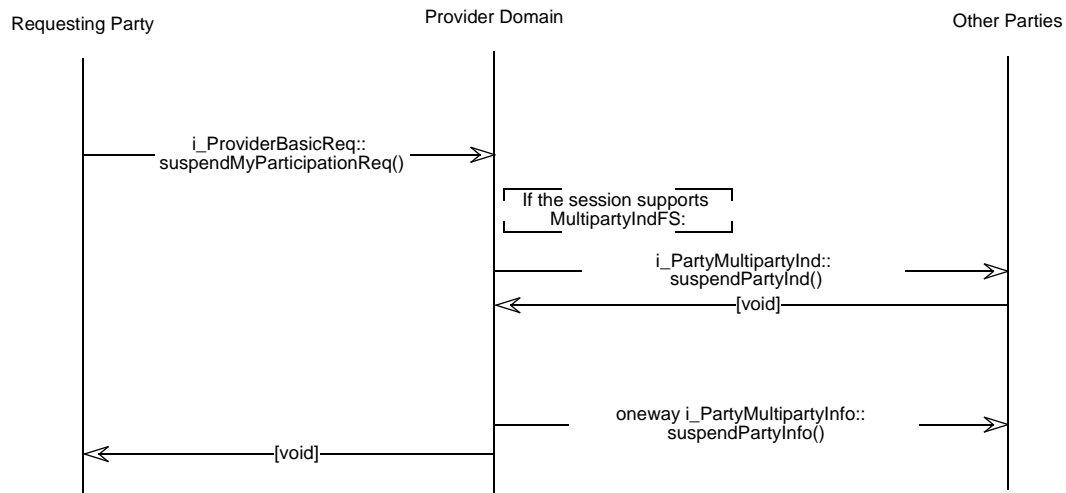 Requesting Party
Provider Domain
Other Parties
i_ProviderBasicReq::
suspendMyParticipationReq()
If the session supports
MultipartyIndFS:
i_PartyMultipartyInd::
suspendPartyInd()
[void]
oneway i_PartyMultipartyInfo::
suspendPartyInfo()
[void]